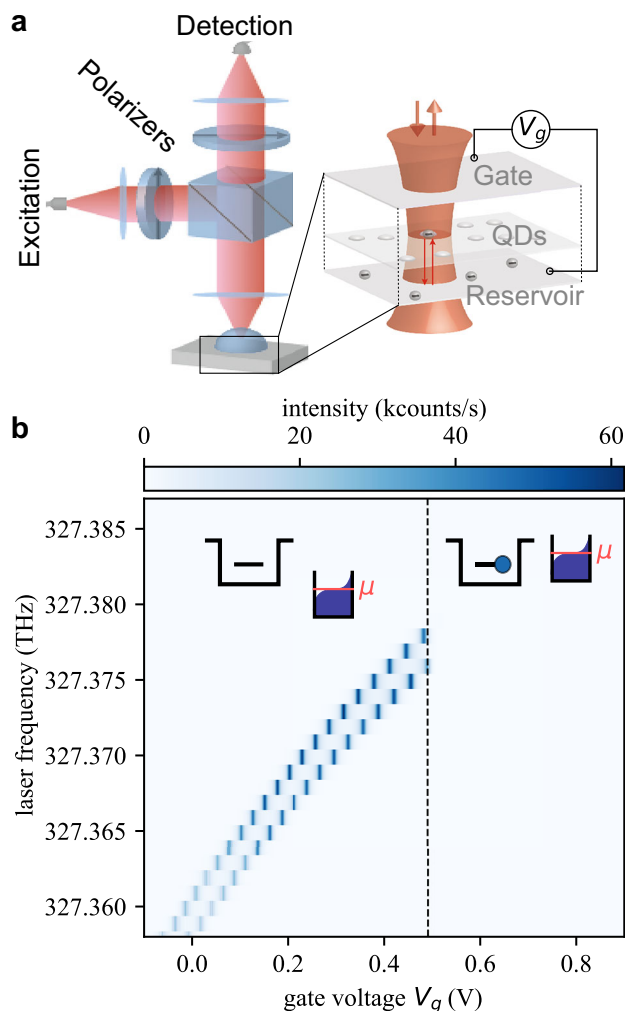 a
Detection
Polarizers
Excitation
Vg
Gate
QDs
Reservoir
b
intensity (kcounts/s)
0 20 40 60
327.385
327.380
327.375
327.370
327.365
327.360
laser frequency (THz)
μ
μ
0.0 0.2 0.4 0.6 0.8
gate voltage Vg (V)